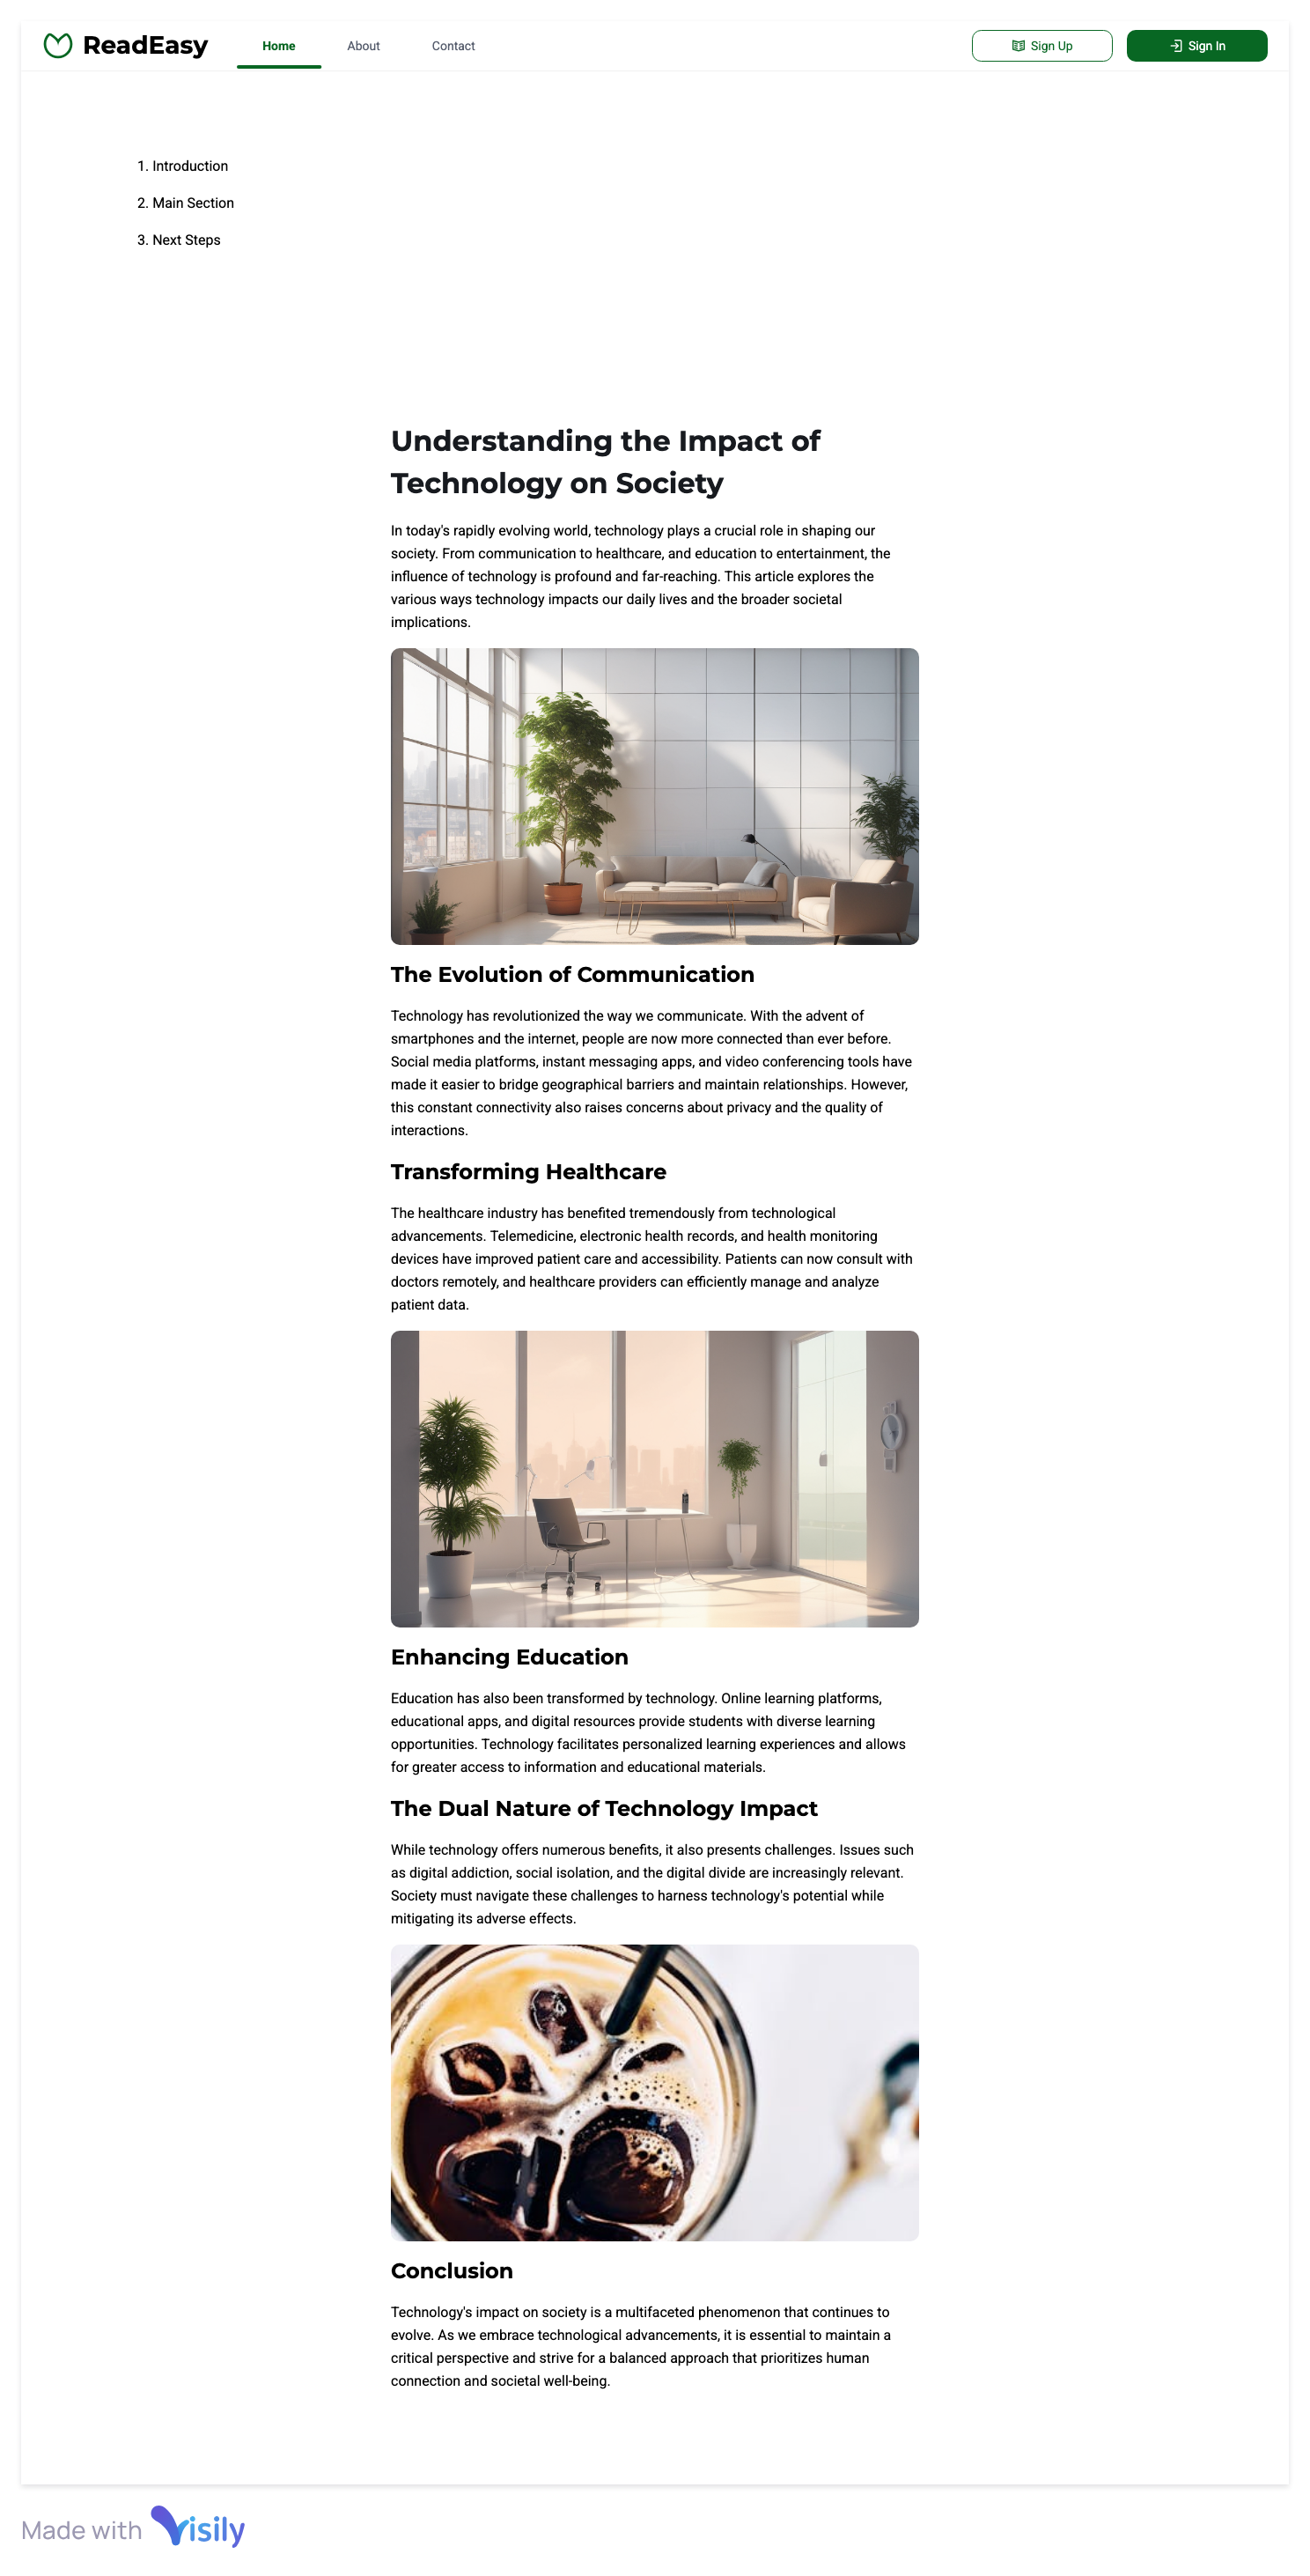 ReadEasy
Home
About
Contact
Sign Up
Sign In
1. Introduction
2. Main Section
3. Next Steps
Understanding the Impact of
Technology on Society
In today's rapidly evolving world, technology plays a crucial role in shaping our
society. From communication to healthcare, and education to entertainment, the
influence of technology is profound and far-reaching. This article explores the
various ways technology impacts our daily lives and the broader societal
implications.
The Evolution of Communication
Technology has revolutionized the way we communicate. With the advent of
smartphones and the internet, people are now more connected than ever before.
Social media platforms, instant messaging apps, and video conferencing tools have
made it easier to bridge geographical barriers and maintain relationships. However,
this constant connectivity also raises concerns about privacy and the quality of
interactions.
Transforming Healthcare
The healthcare industry has benefited tremendously from technological
advancements. Telemedicine, electronic health records, and health monitoring
devices have improved patient care and accessibility. Patients can now consult with
doctors remotely, and healthcare providers can efficiently manage and analyze
patient data.
Enhancing Education
Education has also been transformed by technology. Online learning platforms,
educational apps, and digital resources provide students with diverse learning
opportunities. Technology facilitates personalized learning experiences and allows
for greater access to information and educational materials.
The Dual Nature of Technology Impact
While technology offers numerous benefits, it also presents challenges. Issues such
as digital addiction, social isolation, and the digital divide are increasingly relevant.
Society must navigate these challenges to harness technology's potential while
mitigating its adverse effects.
Conclusion
Technology's impact on society is a multifaceted phenomenon that continues to
evolve. As we embrace technological advancements, it is essential to maintain a
critical perspective and strive for a balanced approach that prioritizes human
connection and societal well-being.
Made with Visily